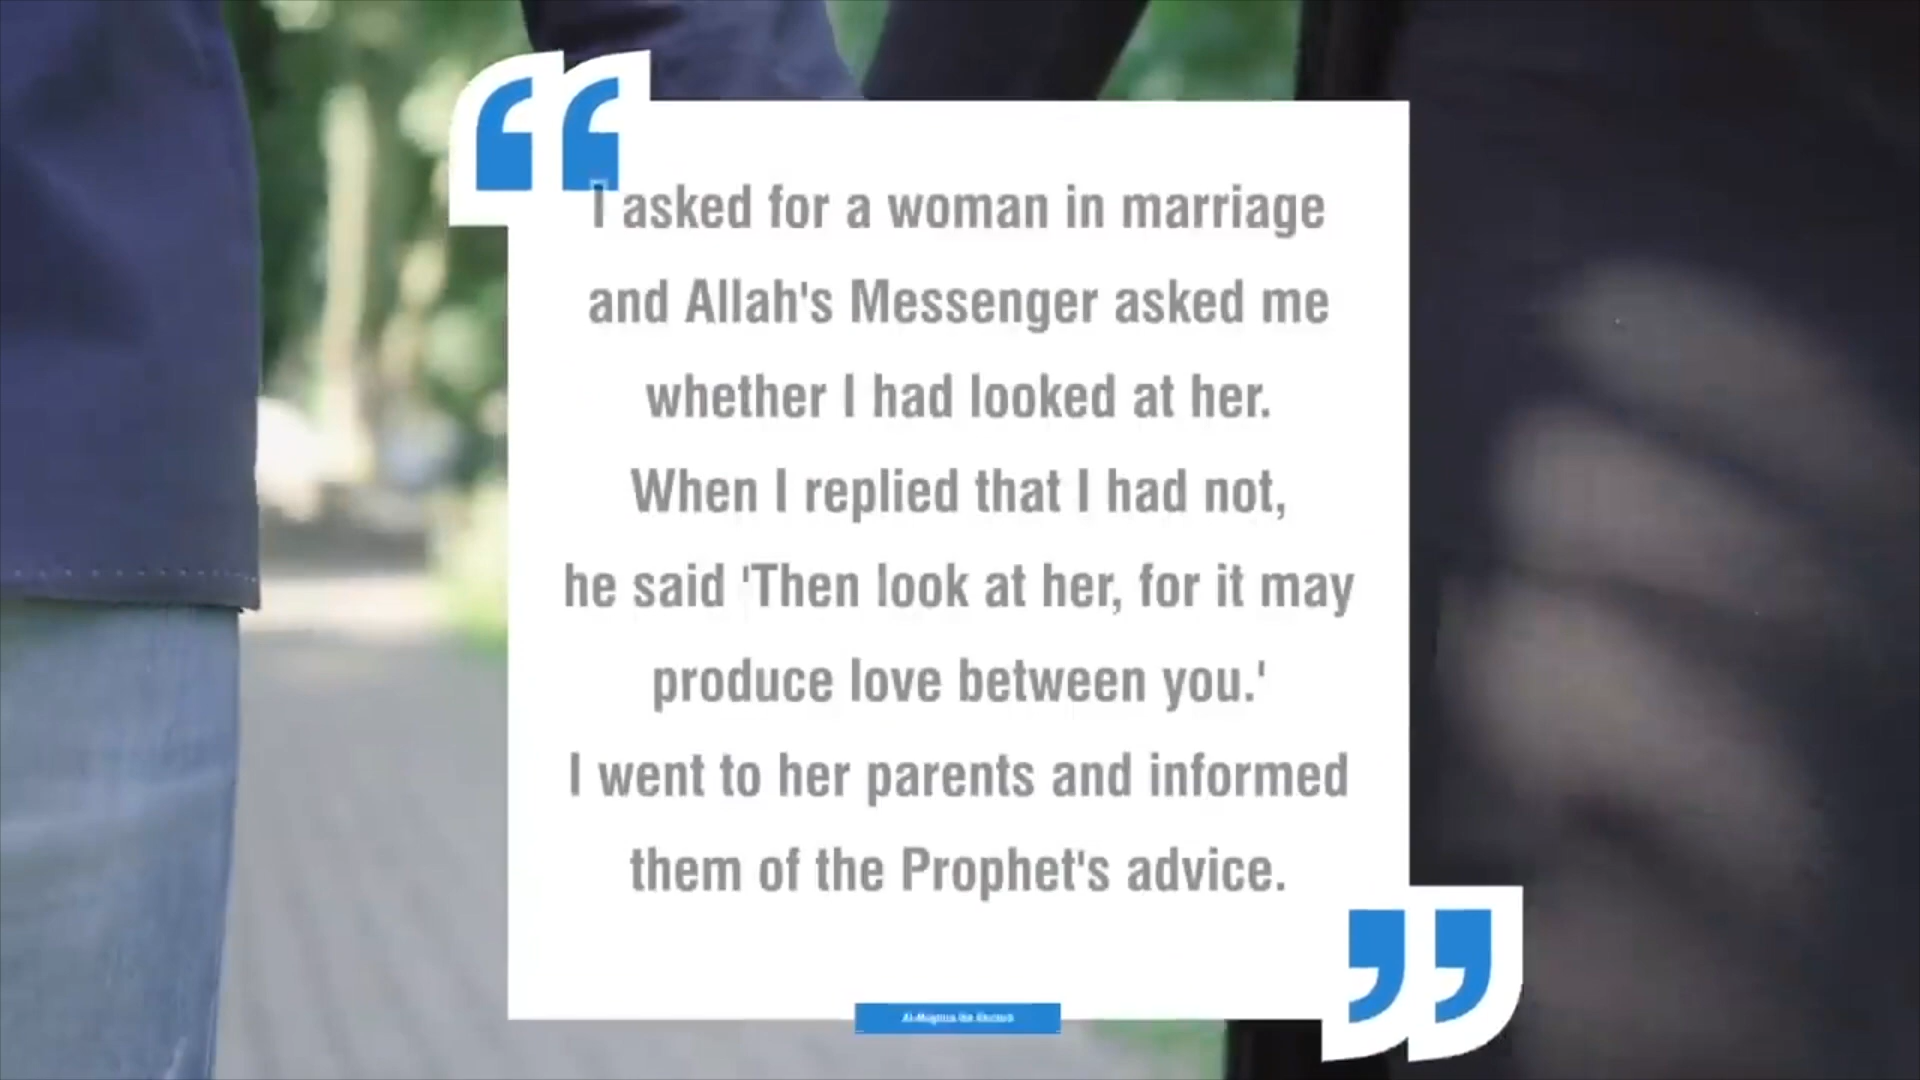 “
I asked for a woman in marriage
and Allah's Messenger asked me
whether I had looked at her.
When I replied that I had not,
he said 'Then look at her, for it may
produce love between you.'
I went to her parents and informed
them of the Prophet's advice.
”